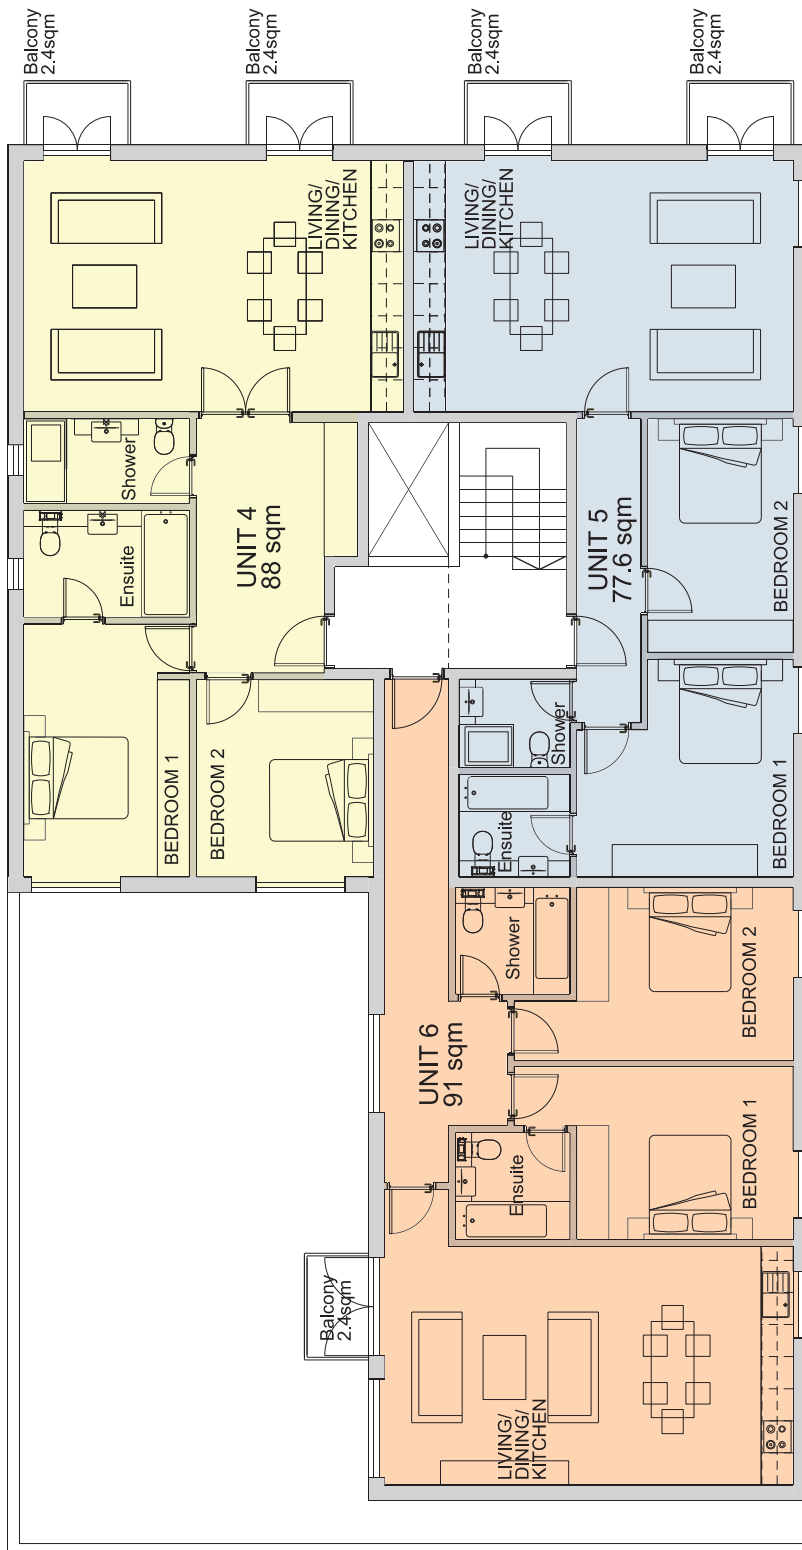 Balcony
2.4sqm
Balcony
2.4sqm
Balcony
2.4sqm
Balcony
2.4sqm
LIVING/
DINING/
KITCHEN
LIVING/
DINING/
KITCHEN
Shower
Ensuite
UNIT 4
88 sqm
UNIT 5
77.6 sqm
BEDROOM 2
BEDROOM 1
BEDROOM 2
Shower
Ensuite
BEDROOM 1
Shower
BEDROOM 2
UNIT 6
91 sqm
Ensuite
BEDROOM 1
Balcony
2.4sqm
LIVING/
DINING/
KITCHEN